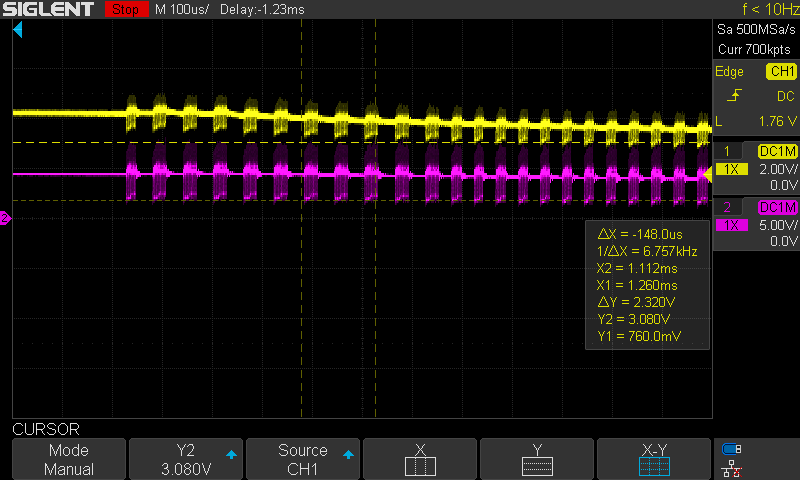 SIGLENT Stop M 100us/ Delay:-1.23ms f < 10Hz
Sa 500MSa/s
Curr 700kpts
Edge CH1
DC
L 1.76 V
1 DC1M
1X 2.00V/
0.0V
2 DC1M
1X 5.00V/
0.0V
2
ΔX = -148.0us
1/ΔX = 6.757kHz
X2 = 1.112ms
X1 = 1.260ms
ΔY = 2.320V
Y2 = 3.080V
Y1 = 760.0mV
CURSOR
Mode Y2 Source X Y X-Y
Manual 3.080V CH1